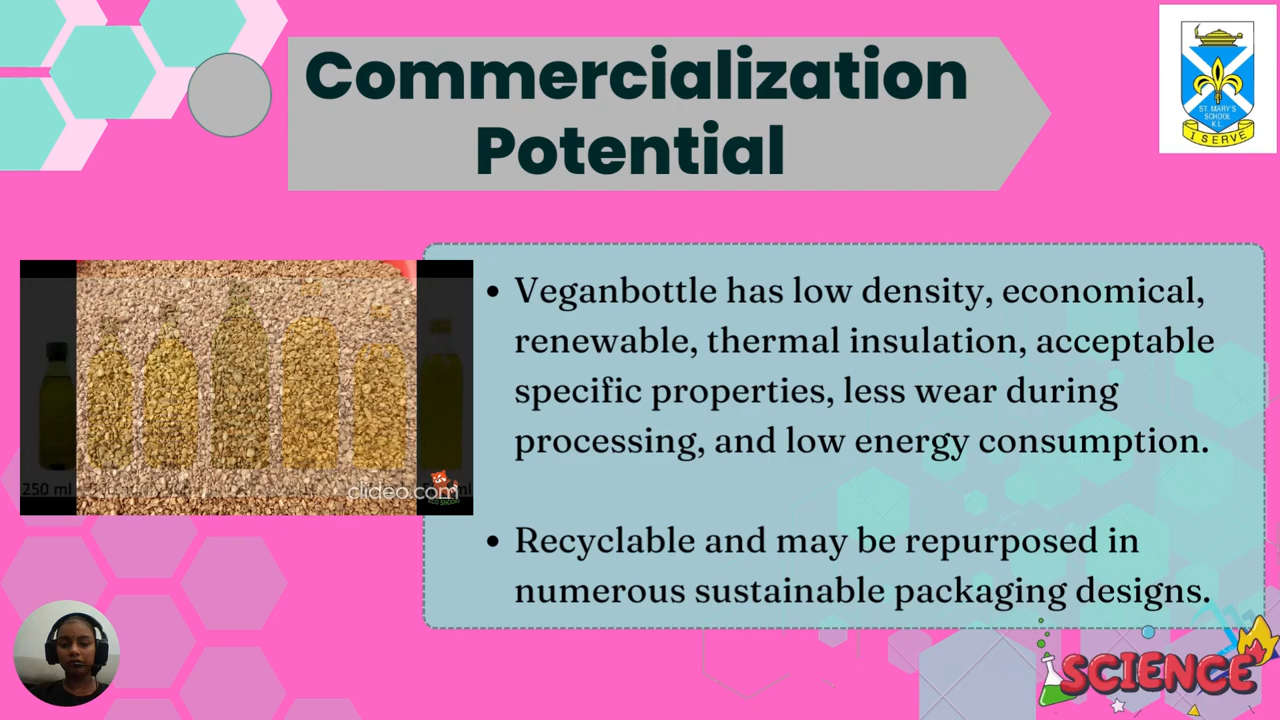 Commercialization
Potential
ST. MARY'S
SCHOOL
K.L.
I SERVE
• Veganbottle has low density, economical,
renewable, thermal insulation, acceptable
specific properties, less wear during
processing, and low energy consumption.
• Recyclable and may be repurposed in
numerous sustainable packaging designs.
250 ml
clideo.com
ECO SNOOKI
SCIENCE